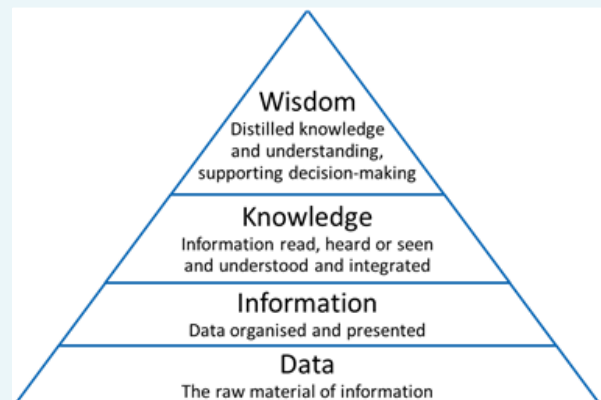 Wisdom
Distilled knowledge
and understanding,
supporting decision-making
Knowledge
Information read, heard or seen
and understood and integrated
Information
Data organised and presented
Data
The raw material of information